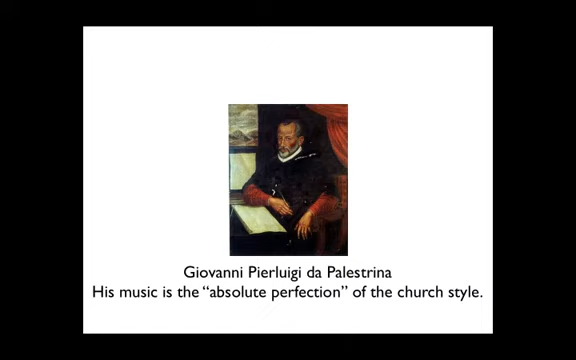 Giovanni Pierluigi da Palestrina
His music is the “absolute perfection” of the church style.